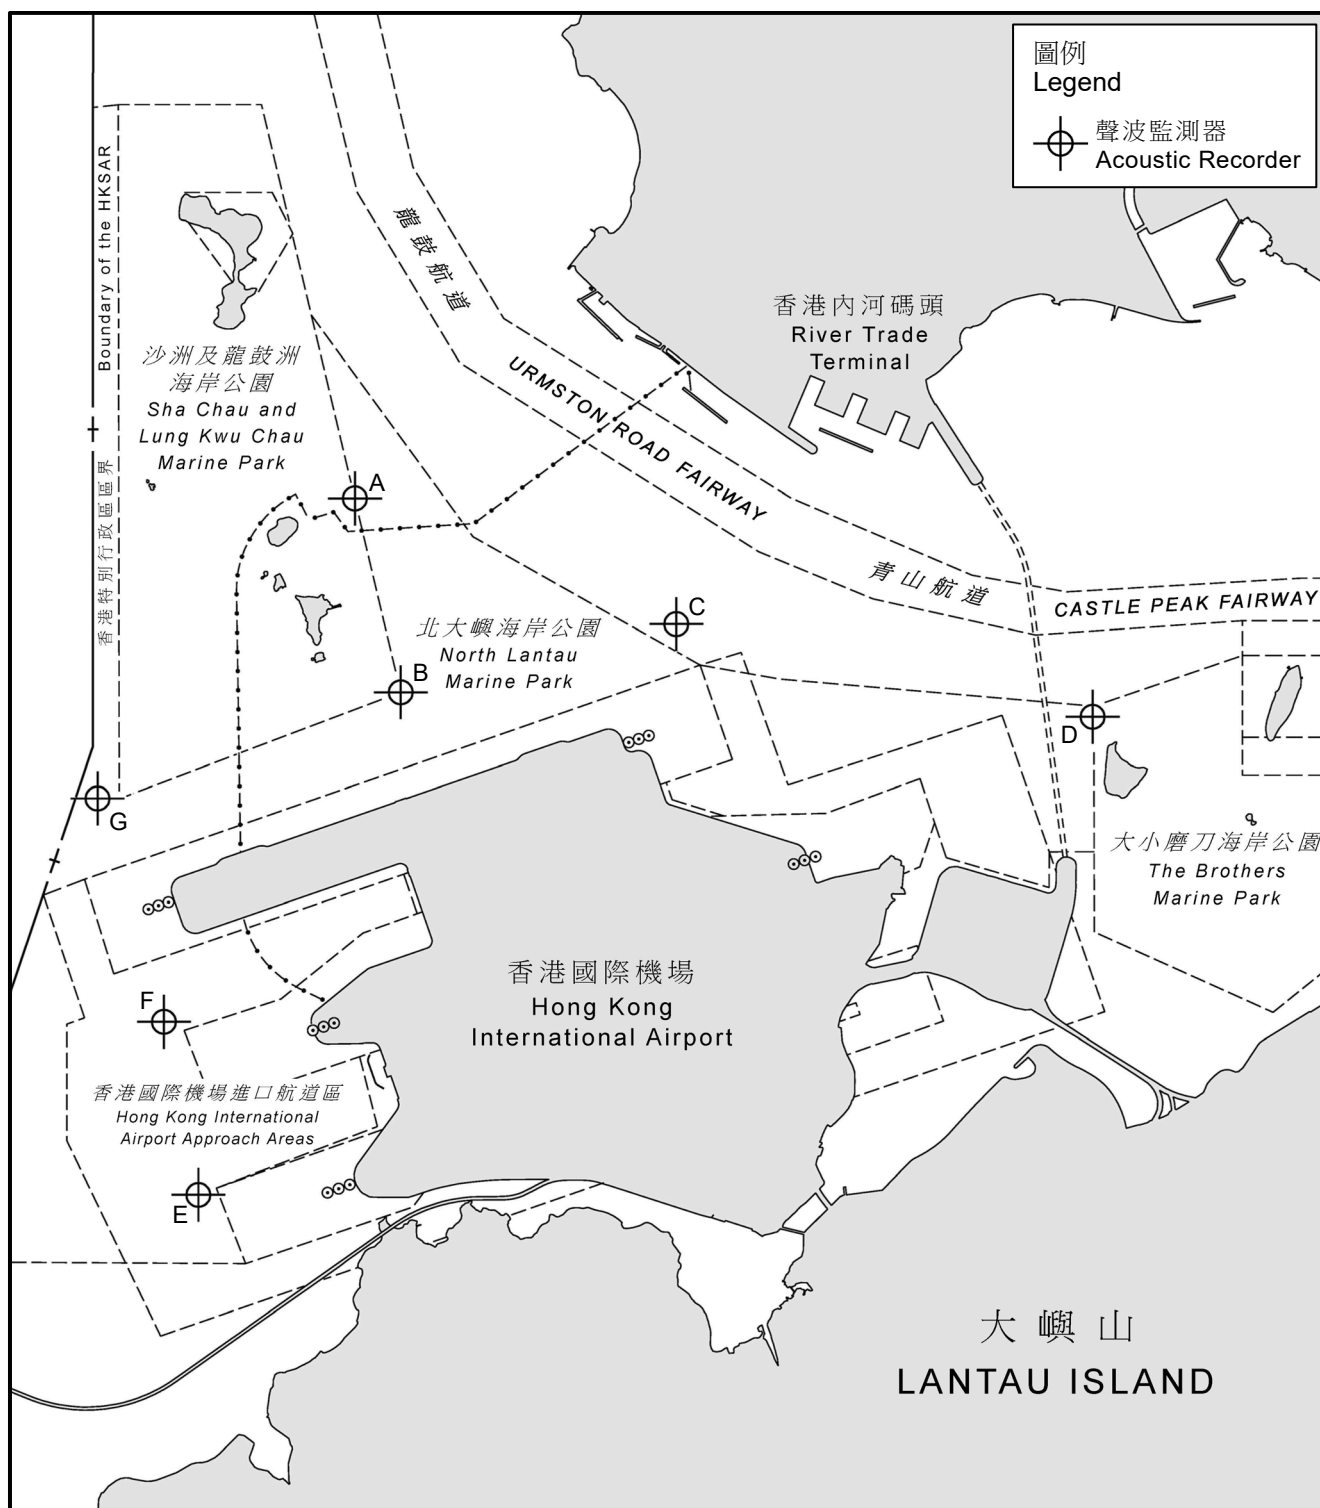 圖例
Legend
聲波監測器
Acoustic Recorder
Boundary of the HKSAR
香港特別行政區區界
龍鼓航道
URMSTON ROAD FAIRWAY
香港內河碼頭
River Trade
Terminal
沙洲及龍鼓洲
海岸公園
Sha Chau and
Lung Kwu Chau
Marine Park
A
青山航道
CASTLE PEAK FAIRWAY
C
北大嶼海岸公園
North Lantau
Marine Park
B
D
G
大小磨刀海岸公園
The Brothers
Marine Park
香港國際機場
Hong Kong
International Airport
F
香港國際機場進口航道區
Hong Kong International
Airport Approach Areas
E
大嶼山
LANTAU ISLAND